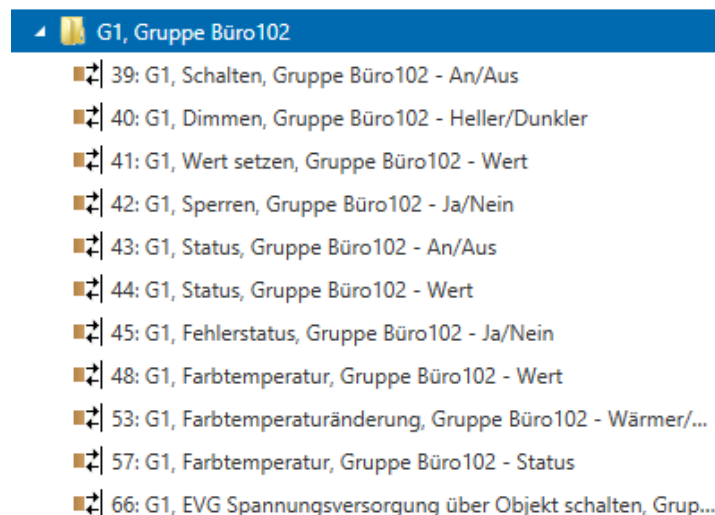 G1, Gruppe Büro102
39: G1, Schalten, Gruppe Büro102 - An/Aus
40: G1, Dimmen, Gruppe Büro102 - Heller/Dunkler
41: G1, Wert setzen, Gruppe Büro102 - Wert
42: G1, Sperren, Gruppe Büro102 - Ja/Nein
43: G1, Status, Gruppe Büro102 - An/Aus
44: G1, Status, Gruppe Büro102 - Wert
45: G1, Fehlerstatus, Gruppe Büro102 - Ja/Nein
48: G1, Farbtemperatur, Gruppe Büro102 - Wert
53: G1, Farbtemperaturänderung, Gruppe Büro102 - Wärmer/...
57: G1, Farbtemperatur, Gruppe Büro102 - Status
66: G1, EVG Spannungsversorgung über Objekt schalten, Grup...